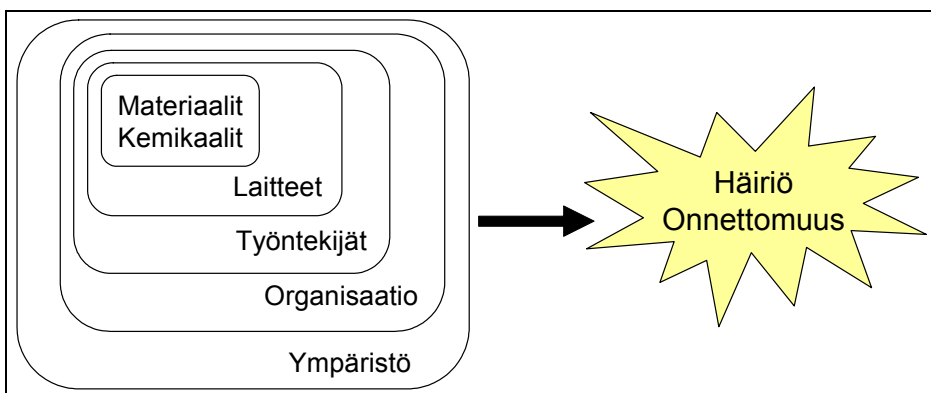 Materiaalit
Kemikaalit
Laitteet
Työntekijät
Organisaatio
Ympäristö
Häiriö
Onnettomuus